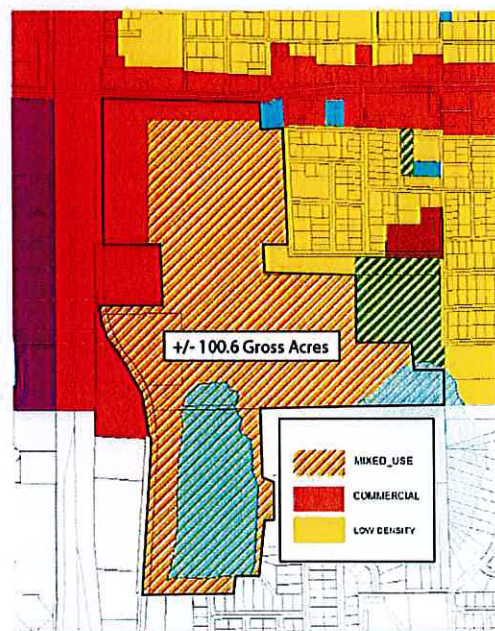 +/- 100.6 Gross Acres
MIXED_USE
COMMERCIAL
LOW DENSITY